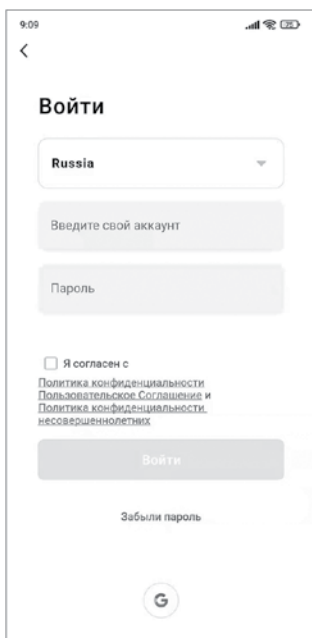 9:09
Войти
Russia
Введите свой аккаунт
Пароль
Я согласен с
Политика конфиденциальности
Пользовательское Соглашение и
Политика конфиденциальности
несовершеннолетних
Войти
Забыли пароль
G